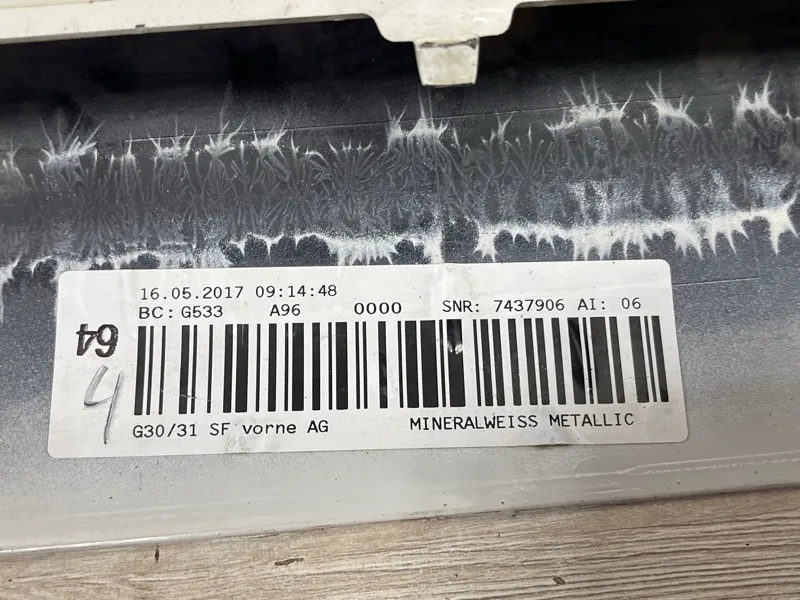 16.05.2017 09:14:48
BC: G533 A96 0000 SNR: 7437906 AI: 06
64
4
G30/31 SF vorne AG MINERALWEISS METALLIC